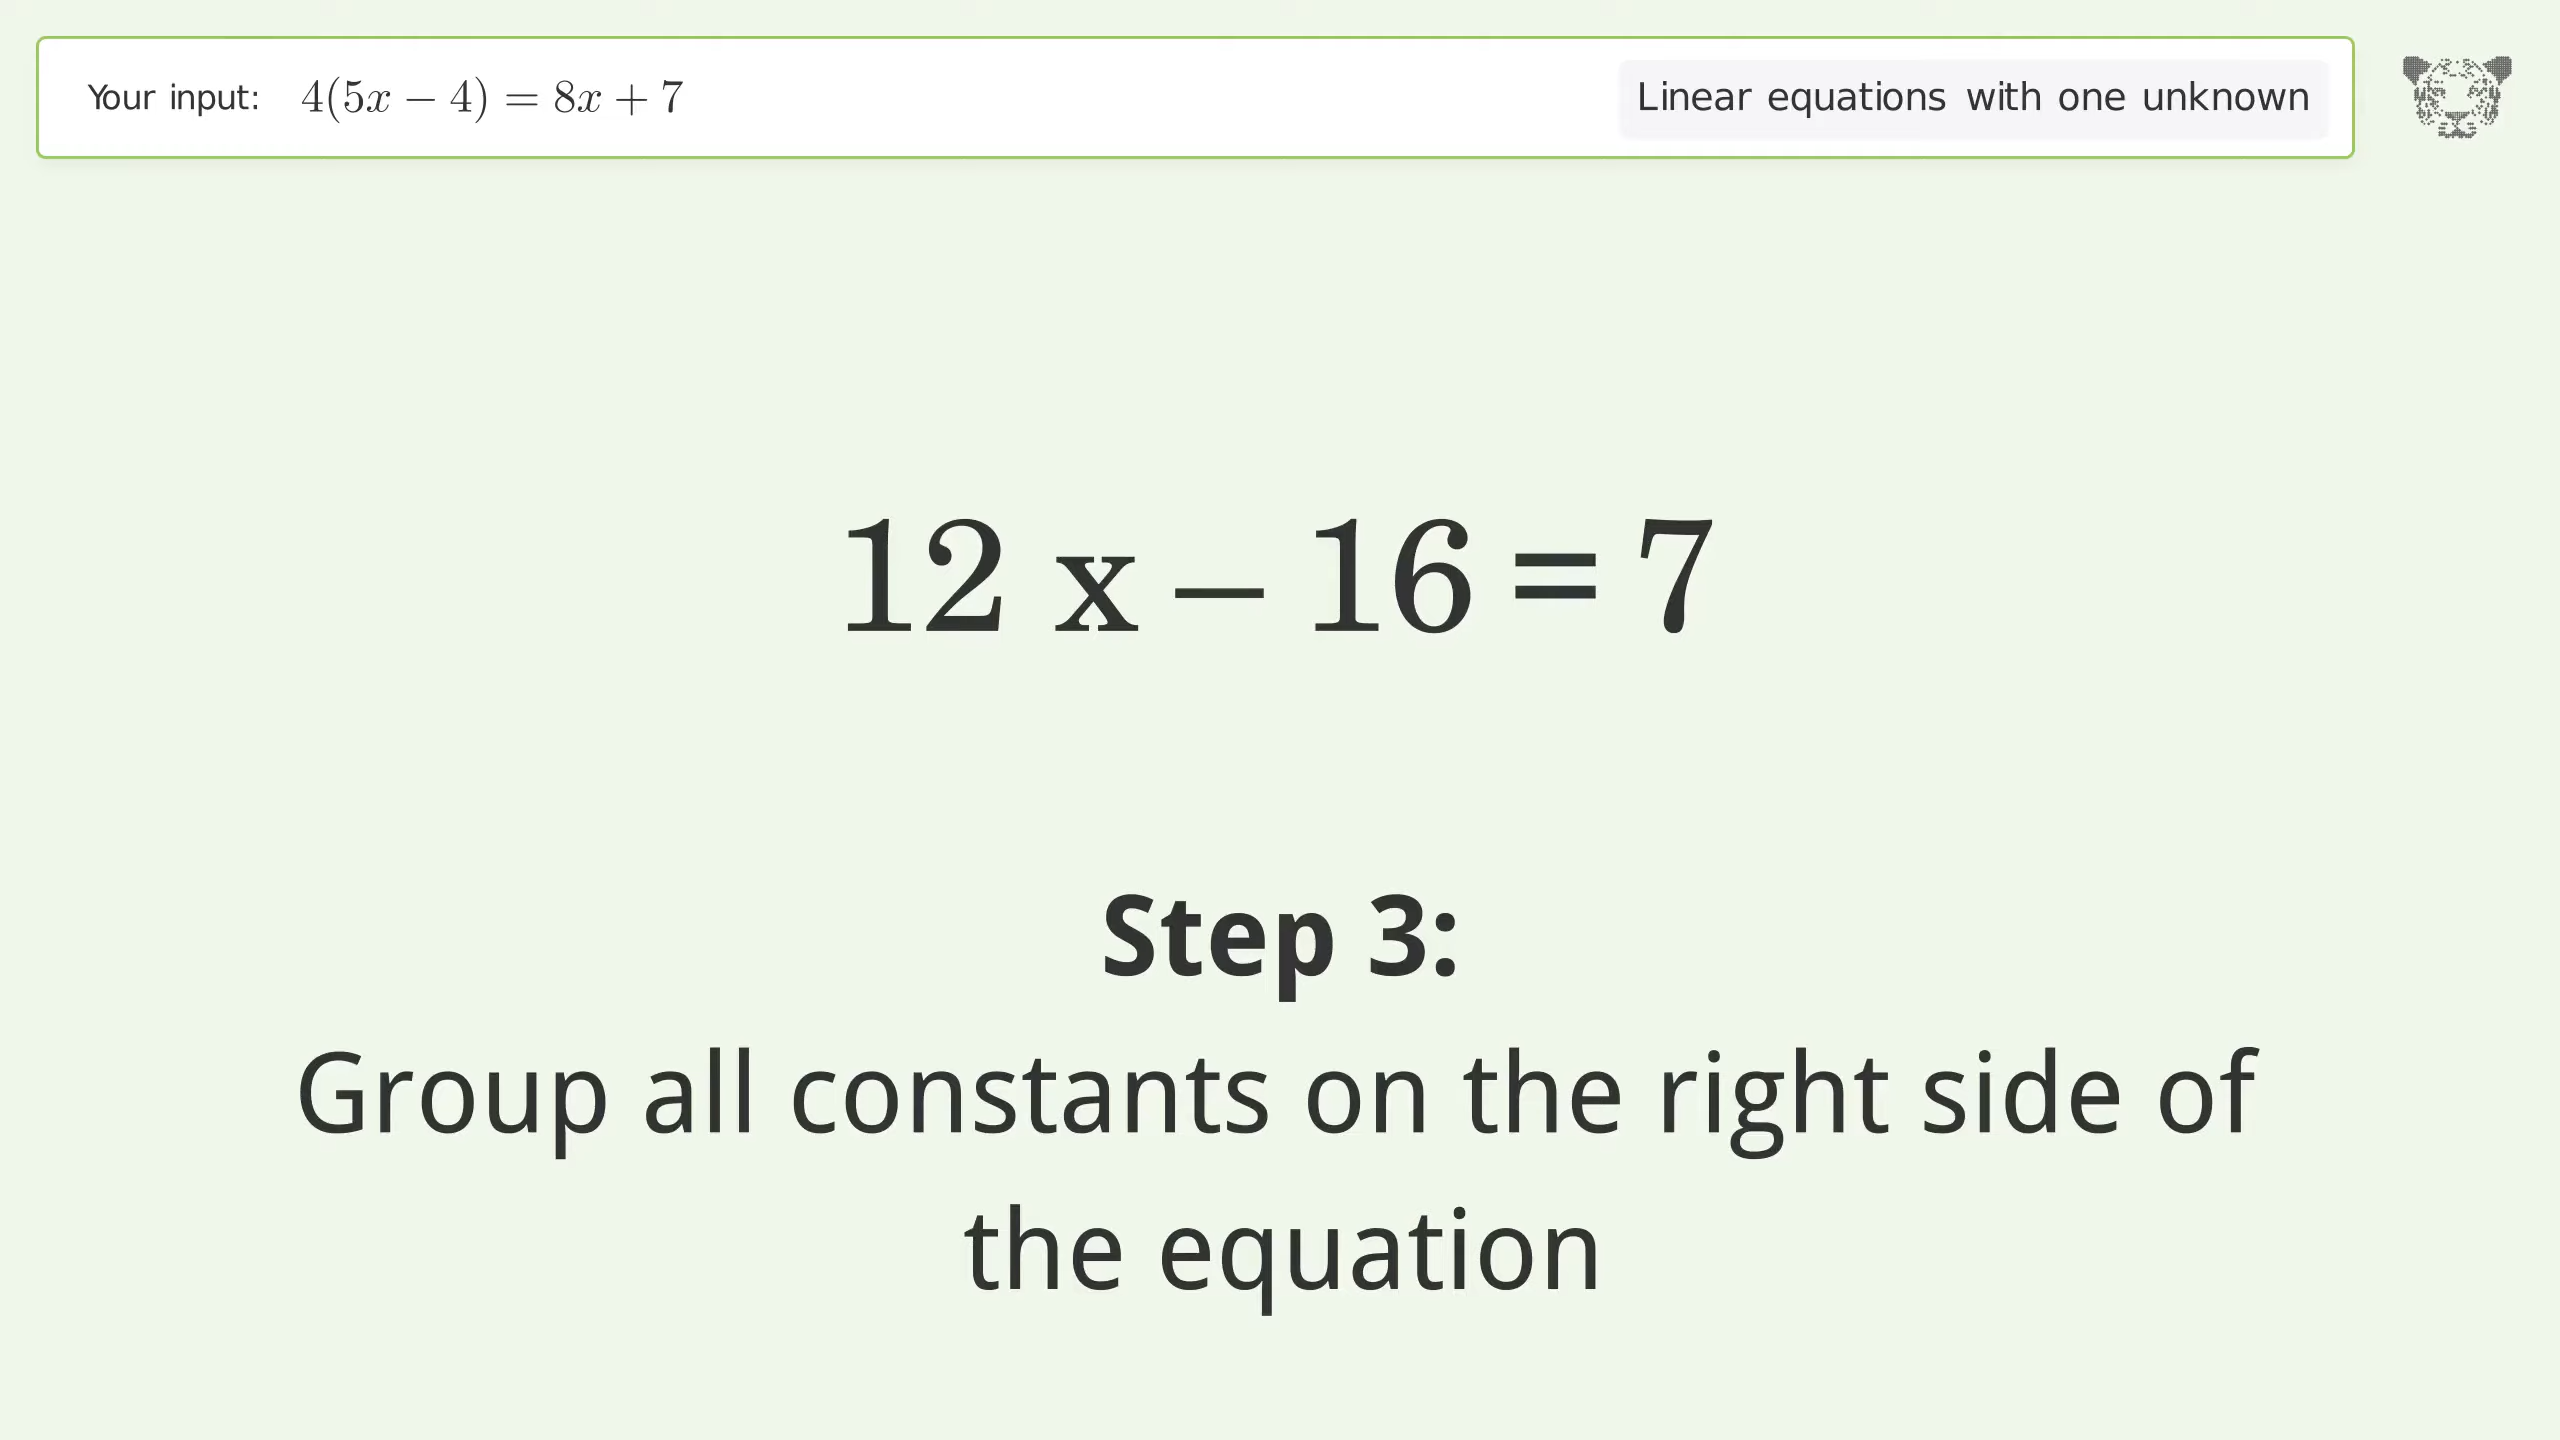 Your input: 4(5x − 4) = 8x + 7
Linear equations with one unknown
12 x – 16 = 7
Step 3:
Group all constants on the right side of
the equation